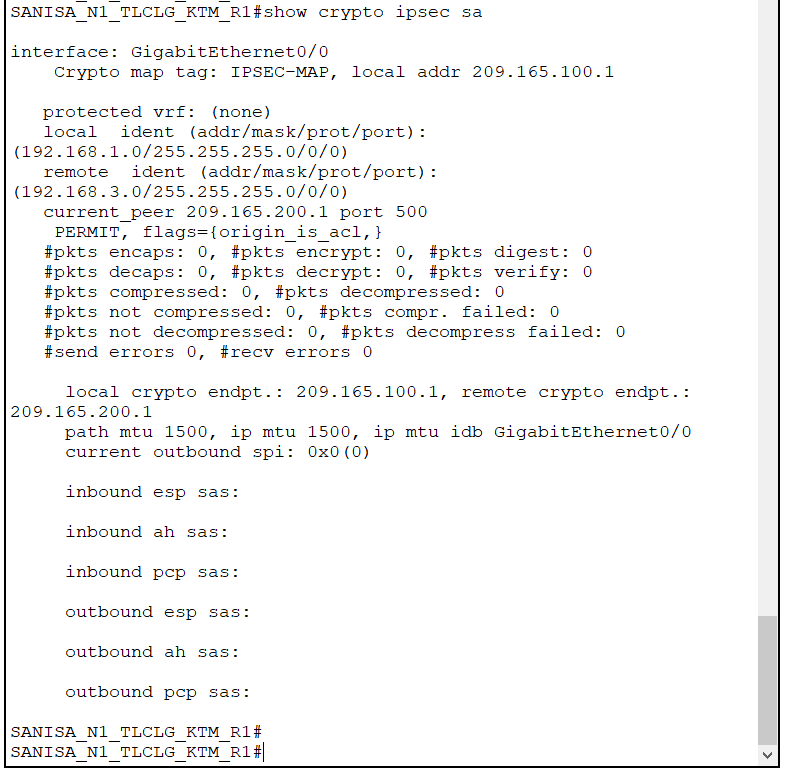 SANISA_N1_TLCLG_KTM_R1#show crypto ipsec sa
interface: GigabitEthernet0/0
Crypto map tag: IPSEC-MAP, local addr 209.165.100.1
protected vrf: (none)
local  ident (addr/mask/prot/port):
(192.168.1.0/255.255.255.0/0/0)
remote  ident (addr/mask/prot/port):
(192.168.3.0/255.255.255.0/0/0)
current_peer 209.165.200.1 port 500
PERMIT, flags={origin_is_acl,}
#pkts encaps: 0, #pkts encrypt: 0, #pkts digest: 0
#pkts decaps: 0, #pkts decrypt: 0, #pkts verify: 0
#pkts compressed: 0, #pkts decompressed: 0
#pkts not compressed: 0, #pkts compr. failed: 0
#pkts not decompressed: 0, #pkts decompress failed: 0
#send errors 0, #recv errors 0
local crypto endpt.: 209.165.100.1, remote crypto endpt.:
209.165.200.1
path mtu 1500, ip mtu 1500, ip mtu idb GigabitEthernet0/0
current outbound spi: 0x0(0)
inbound esp sas:
inbound ah sas:
inbound pcp sas:
outbound esp sas:
outbound ah sas:
outbound pcp sas:
SANISA_N1_TLCLG_KTM_R1#
SANISA_N1_TLCLG_KTM_R1#